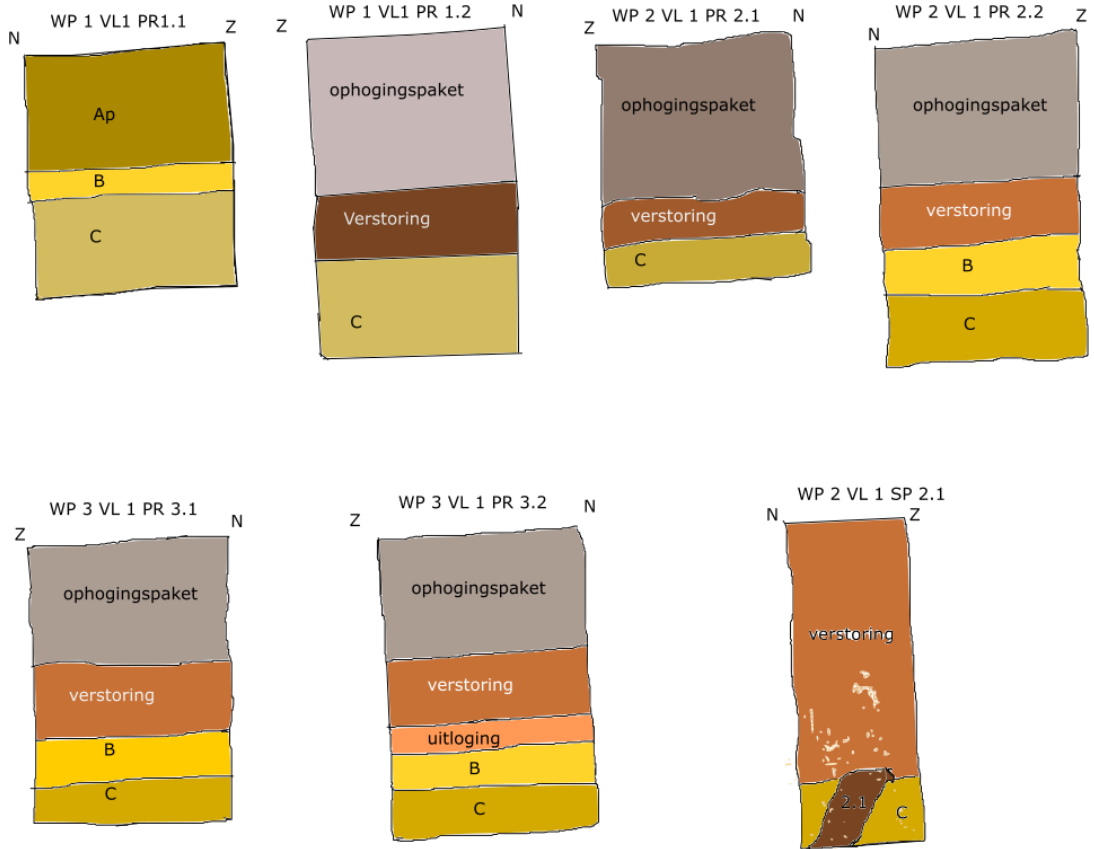 WP 1 VL1 PR1.1
N
Z
Ap
B
C
WP 1 VL1 PR 1.2
Z
N
ophogingspaket
Verstoring
C
WP 2 VL 1 PR 2.1
Z
N
ophogingspaket
verstoring
C
WP 2 VL 1 PR 2.2
N
Z
ophogingspaket
verstoring
B
C
WP 3 VL 1 PR 3.1
Z
N
ophogingspaket
verstoring
B
C
WP 3 VL 1 PR 3.2
Z
N
ophogingspaket
verstoring
uitloging
B
C
WP 2 VL 1 SP 2.1
N
Z
verstoring
2.1
C